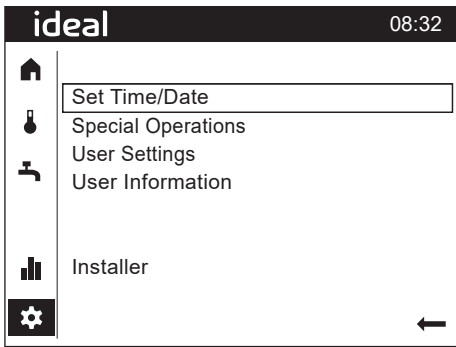 ideal 08:32
Set Time/Date
Special Operations
User Settings
User Information
Installer